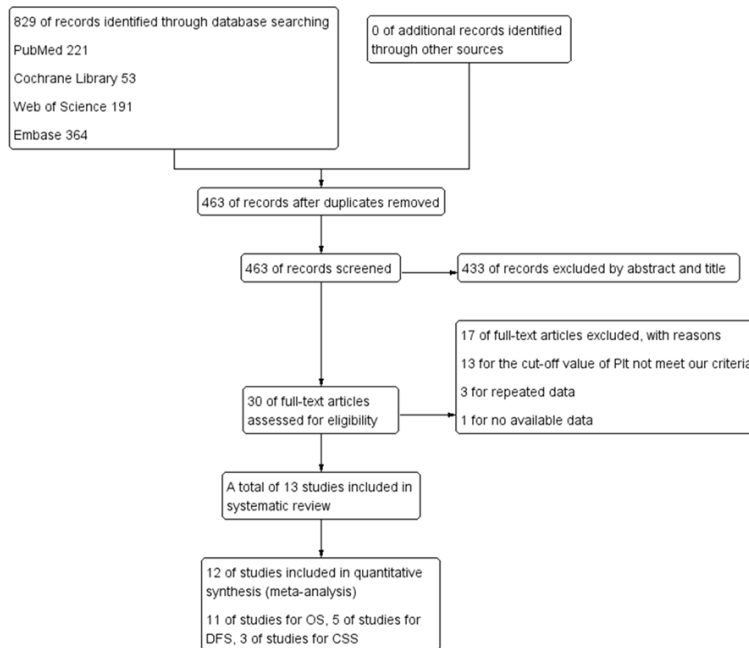 829 of records identified through database searching
PubMed 221
Cochrane Library 53
Web of Science 191
Embase 364
0 of additional records identified
through other sources
463 of records after duplicates removed
463 of records screened
433 of records excluded by abstract and title
17 of full-text articles excluded, with reasons
13 for the cut-off value of Plt not meet our criteria
3 for repeated data
1 for no available data
30 of full-text articles
assessed for eligibility
A total of 13 studies included in
systematic review
12 of studies included in quantitative
synthesis (meta-analysis)
11 of studies for OS, 5 of studies for
DFS, 3 of studies for CSS